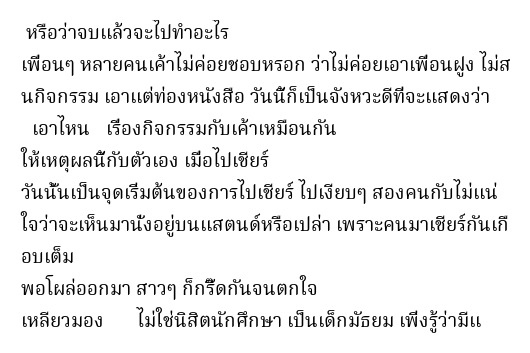 หรือว่าจบแล้วจะไปทำอะไร
เพื่อนๆ หลายคนเค้าไม่ค่อยชอบหรอก ว่าไม่ค่อยเอาเพื่อนฝูง ไม่ส
นกิจกรรม เอาแต่ท่องหนังสือ วันนี้ก็เป็นจังหวะดีที่จะแสดงว่า
เอาไหน เรื่องกิจกรรมกับเค้าเหมือนกัน
ให้เหตุผลนี้กับตัวเอง เมื่อไปเชียร์
วันนั้นเป็นจุดเริ่มต้นของการไปเชียร์ ไปเงียบๆ สองคนกับไม่แน่
ใจว่าจะเห็นมานั่งอยู่บนแสตนด์หรือเปล่า เพราะคนมาเชียร์กันเกื
อบเต็ม
พอโผล่ออกมา สาวๆ ก็กรี๊ดกันจนตกใจ
เหลียวมอง ไม่ใช่นิสิตนักศึกษา เป็นเด็กมัธยม เพิ่งรู้ว่ามีแ